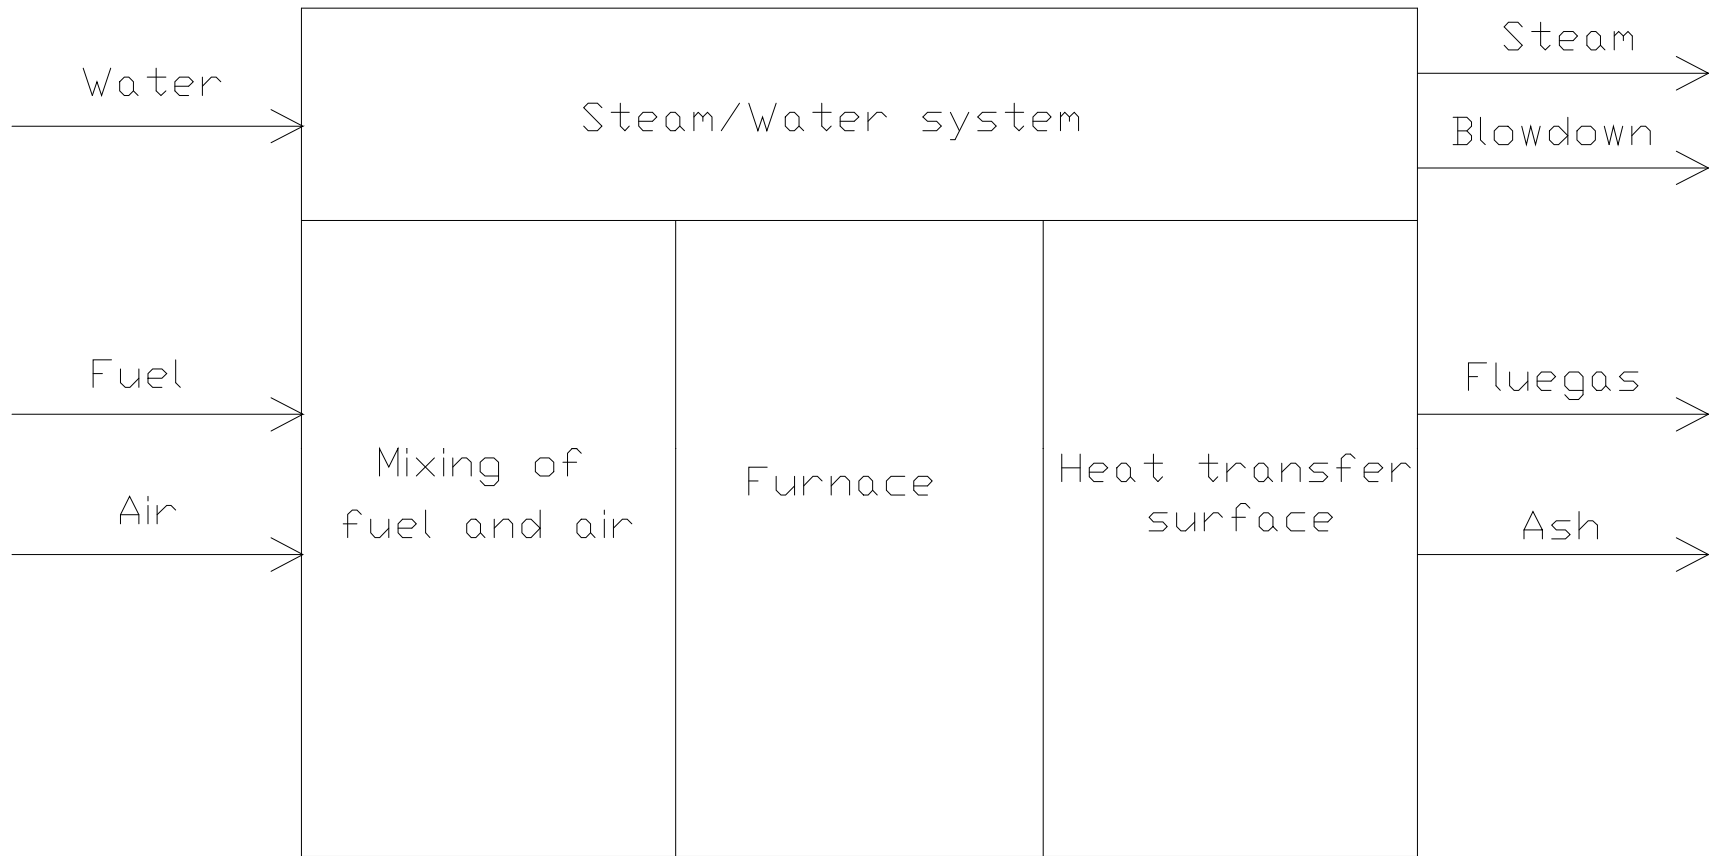 Water
Steam/Water system
Steam
Blowdown
Fuel
Air
Mixing of
fuel and air
Furnace
Heat transfer
surface
Fluegas
Ash